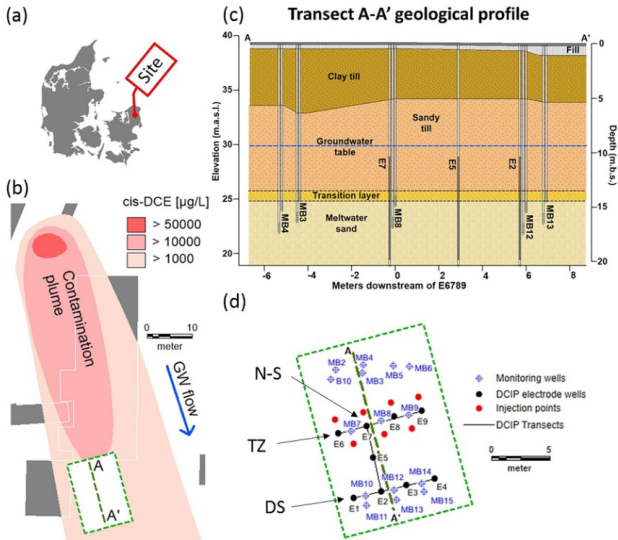 (a)
Site
(b)
cis-DCE [µg/L]
> 50000
> 10000
> 1000
Contamination
plume
0
10
meter
GW flow
A
A'
(c)
Transect A-A' geological profile
A
A'
40
35
30
25
20
Elevation (m.a.s.l.)
0
5
10
15
20
Depth (m.b.s.)
Fill
Clay till
Sandy
till
Groundwater
table
E7
E5
E2
Transition layer
Meltwater
sand
MB4
MB3
MB8
MB12
MB13
-6
-4
-2
0
2
4
6
8
Meters downstream of E6789
(d)
N-S
TZ
DS
A
MB4
MB2
MB6
MB5
B10
MB3
MB8
MB9
MB7
E9
E8
E7
E6
E5
MB12
MB14
MB10
E4
E3
E2
E1
MB15
MB13
MB11
A'
Monitoring wells
DCIP electrode wells
Injection points
DCIP Transects
0
5
meter